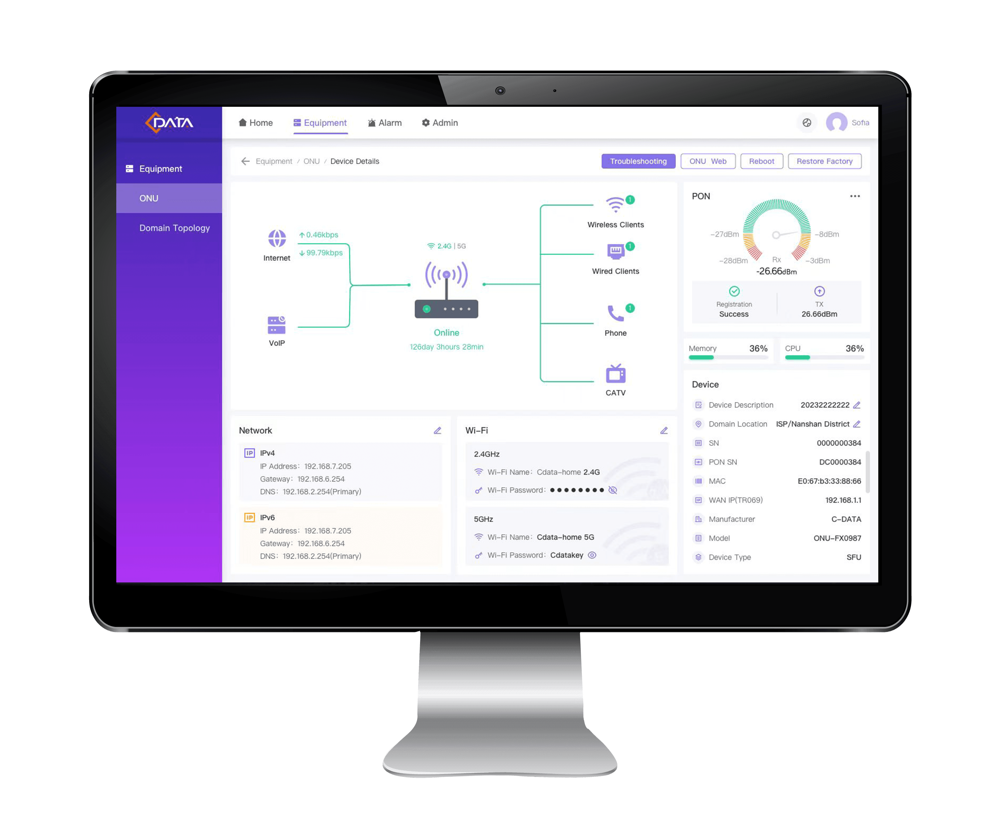 DATA
Home Equipment Alarm Admin
Sofia
Equipment
ONU
Domain Topology
Equipment / ONU / Device Details
Troubleshooting ONU Web Reboot Restore Factory
Internet
↑0.46kbps
↓99.79kbps
VoIP
2.4G | 5G
Online
126day 3hours 28min
1
Wireless Clients
1
Wired Clients
1
Phone
CATV
PON
-27dBm -8dBm
-28dBm Rx -3dBm
-26.66dBm
Registration
Success
TX
26.66dBm
Memory 36%
CPU 36%
Network
IP IPv4
IP Address: 192.168.7.205
Gateway: 192.168.6.254
DNS: 192.168.2.254(Primary)
IP IPv6
IP Address: 192.168.7.205
Gateway: 192.168.6.254
DNS: 192.168.2.254(Primary)
Wi-Fi
2.4GHz
Wi-Fi Name: Cdata-home 2.4G
Wi-Fi Password: ●●●●●●●●
5GHz
Wi-Fi Name: Cdata-home 5G
Wi-Fi Password: Cdatakey
Device
Device Description 20232222222
Domain Location ISP/Nanshan District
SN 0000000384
PON SN DC0000384
MAC E0:67:b3:33:88:66
WAN IP(TR069) 192.168.1.1
Manufacturer C-DATA
Model ONU-FX0987
Device Type SFU